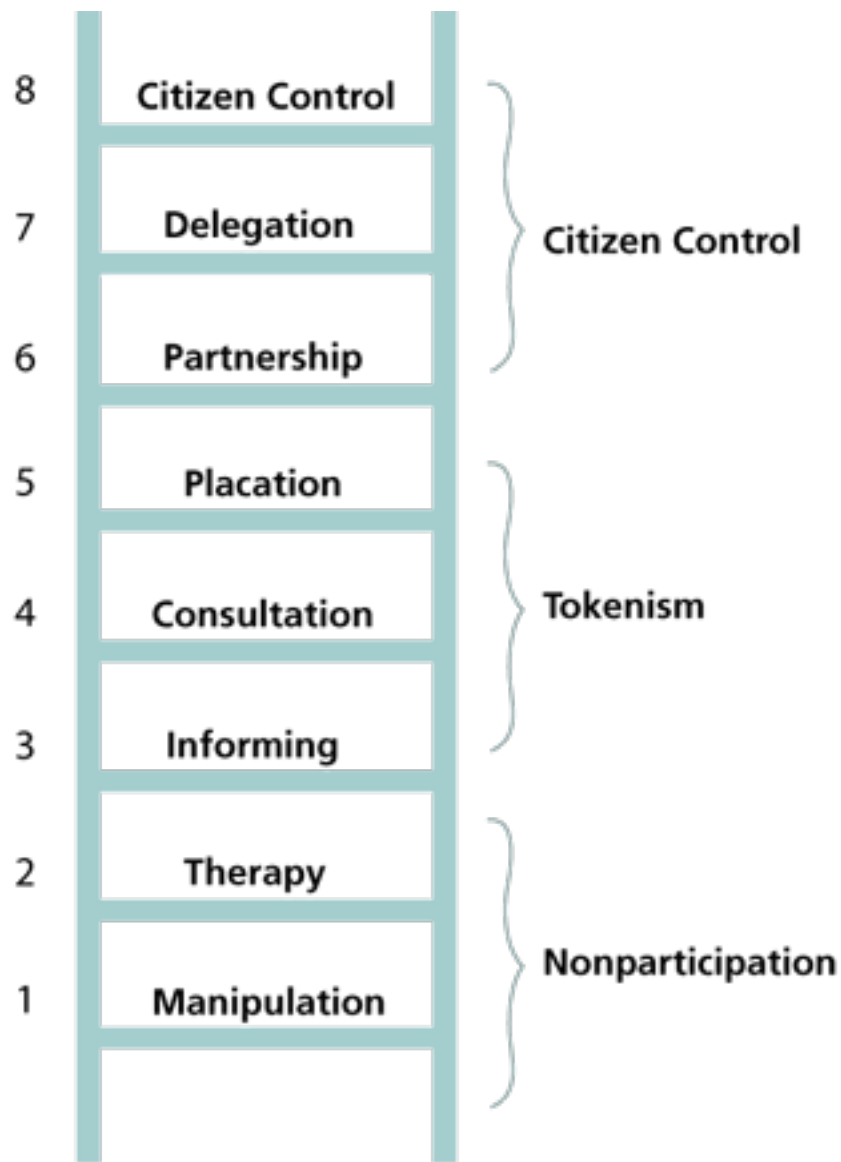 8 Citizen Control
7 Delegation
Citizen Control
6 Partnership
5 Placation
4 Consultation
Tokenism
3 Informing
2 Therapy
Nonparticipation
1 Manipulation